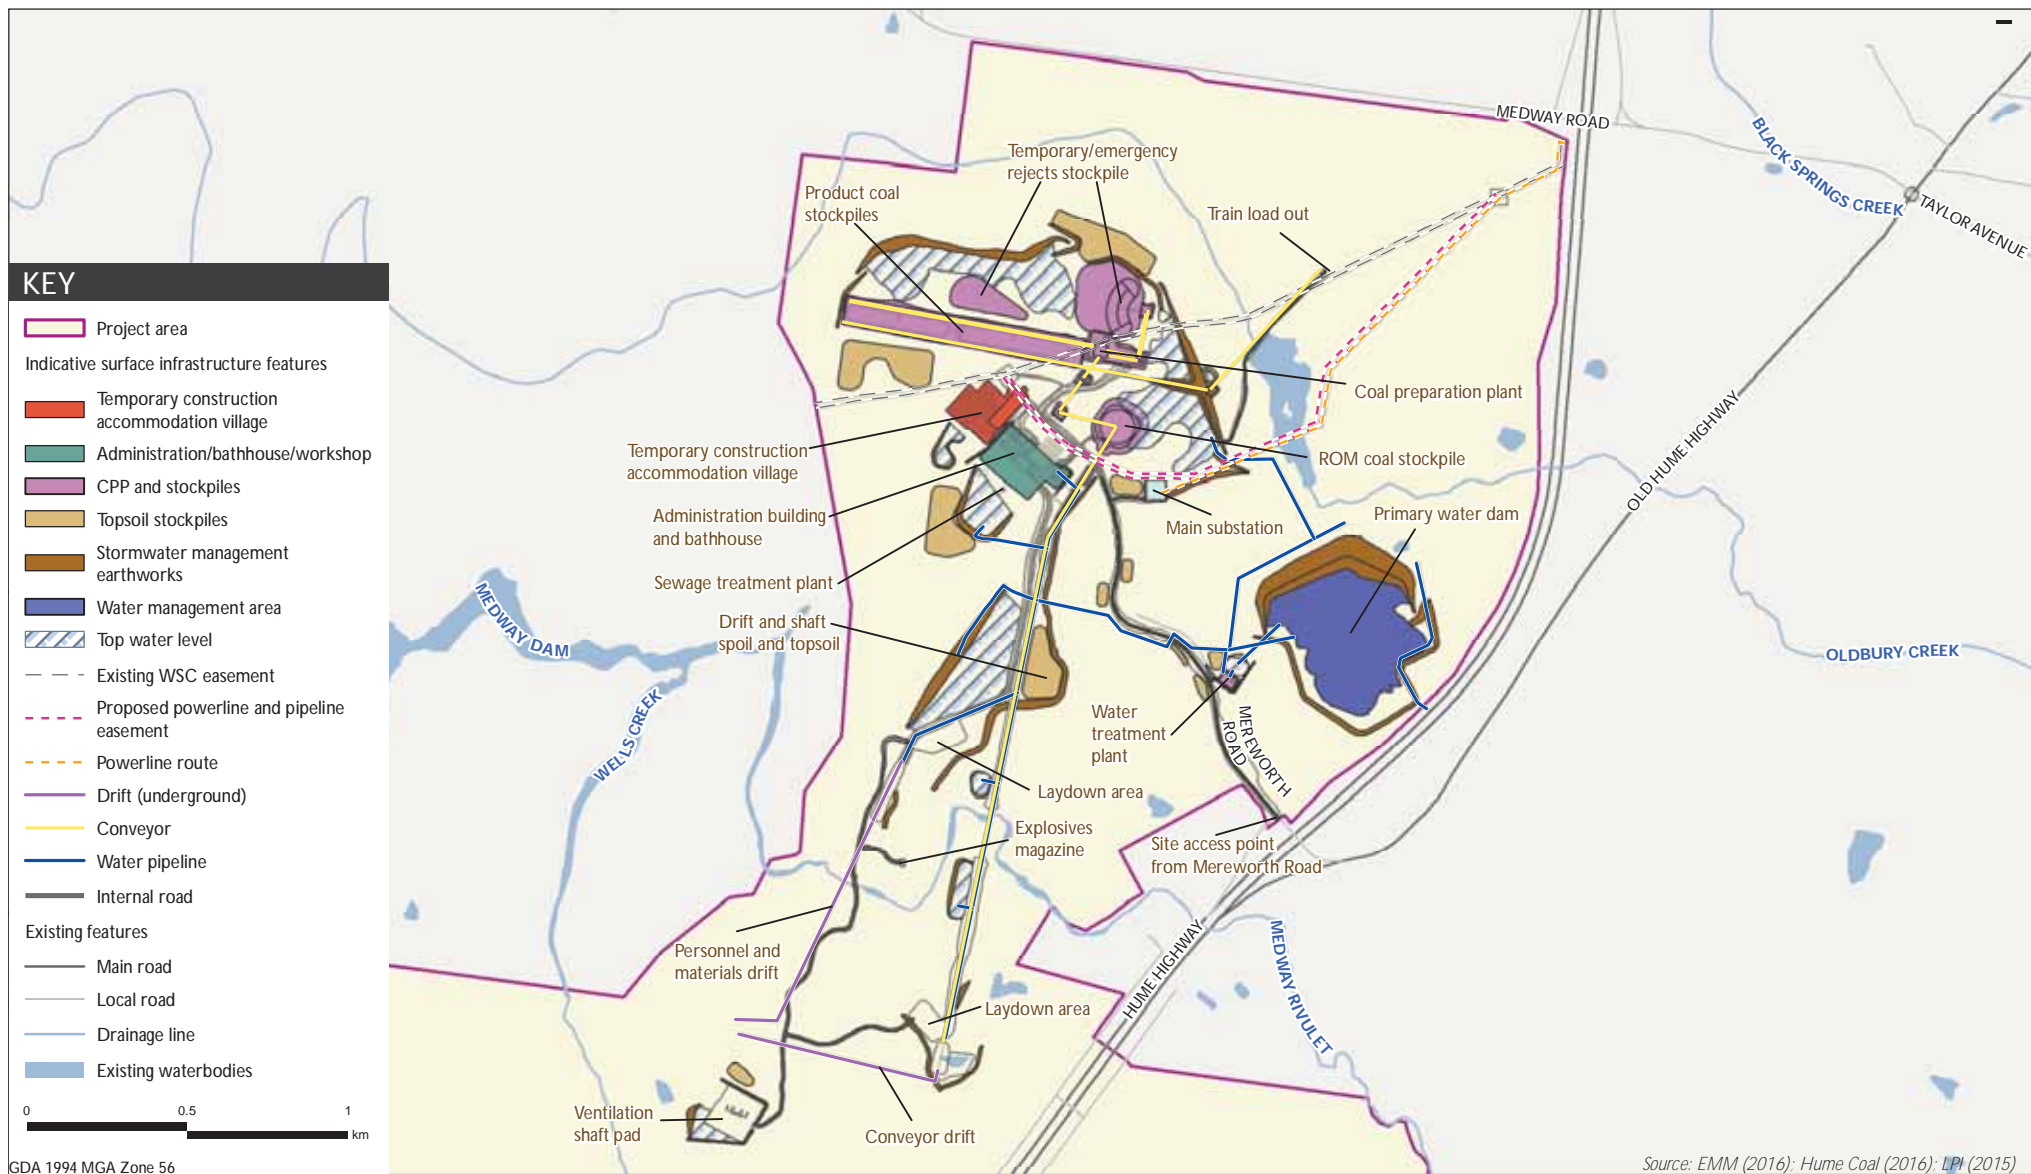 MEDWAY ROAD
BLACK SPRINGS CREEK
TAYLOR AVENUE
Temporary/emergency
rejects stockpile
Product coal
stockpiles
Train load out
KEY
Project area
Indicative surface infrastructure features
Temporary construction
accommodation village
Administration/bathhouse/workshop
CPP and stockpiles
Topsoil stockpiles
Stormwater management
earthworks
Water management area
Top water level
Existing WSC easement
Proposed powerline and pipeline
easement
Powerline route
Drift (underground)
Conveyor
Water pipeline
Internal road
Existing features
Main road
Local road
Drainage line
Existing waterbodies
0 0.5 1
km
GDA 1994 MGA Zone 56
Coal preparation plant
Temporary construction
accommodation village
ROM coal stockpile
OLD HUME HIGHWAY
Administration building
and bathhouse
Main substation
Primary water dam
Sewage treatment plant
MEDWAY DAM
Drift and shaft
spoil and topsoil
OLDBURY CREEK
WELLS CREEK
Water
treatment
plant
MEREWORTH
ROAD
Laydown area
Explosives
magazine
Site access point
from Mereworth Road
Personnel and
materials drift
HUME HIGHWAY
MEDWAY RIVULET
Laydown area
Ventilation
shaft pad
Conveyor drift
Source: EMM (2016); Hume Coal (2016); LPI (2015)